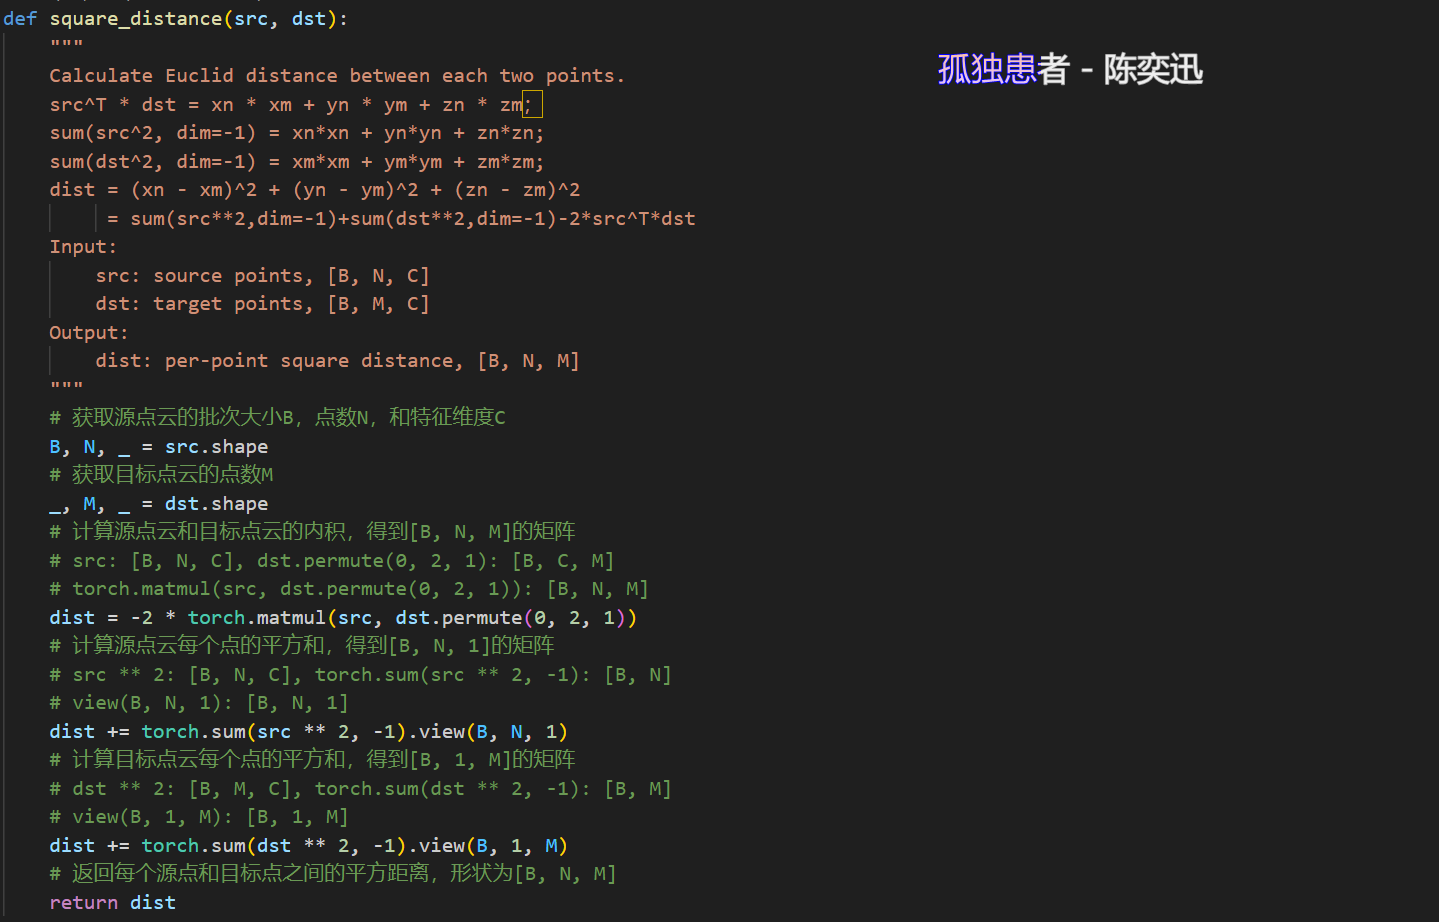 def square_distance(src, dst):
"""
Calculate Euclid distance between each two points.
src^T * dst = xn * xm + yn * ym + zn * zm;
sum(src^2, dim=-1) = xn*xn + yn*yn + zn*zn;
sum(dst^2, dim=-1) = xm*xm + ym*ym + zm*zm;
dist = (xn - xm)^2 + (yn - ym)^2 + (zn - zm)^2
= sum(src**2,dim=-1)+sum(dst**2,dim=-1)-2*src^T*dst
Input:
src: source points, [B, N, C]
dst: target points, [B, M, C]
Output:
dist: per-point square distance, [B, N, M]
"""
# 获取源点云的批次大小B，点数N，和特征维度C
B, N, _ = src.shape
# 获取目标点云的点数M
_, M, _ = dst.shape
# 计算源点云和目标点云的内积，得到[B, N, M]的矩阵
# src: [B, N, C], dst.permute(0, 2, 1): [B, C, M]
# torch.matmul(src, dst.permute(0, 2, 1)): [B, N, M]
dist = -2 * torch.matmul(src, dst.permute(0, 2, 1))
# 计算源点云每个点的平方和，得到[B, N, 1]的矩阵
# src ** 2: [B, N, C], torch.sum(src ** 2, -1): [B, N]
# view(B, N, 1): [B, N, 1]
dist += torch.sum(src ** 2, -1).view(B, N, 1)
# 计算目标点云每个点的平方和，得到[B, 1, M]的矩阵
# dst ** 2: [B, M, C], torch.sum(dst ** 2, -1): [B, M]
# view(B, 1, M): [B, 1, M]
dist += torch.sum(dst ** 2, -1).view(B, 1, M)
# 返回每个源点和目标点之间的平方距离，形状为[B, N, M]
return dist
孤独患者 - 陈奕迅